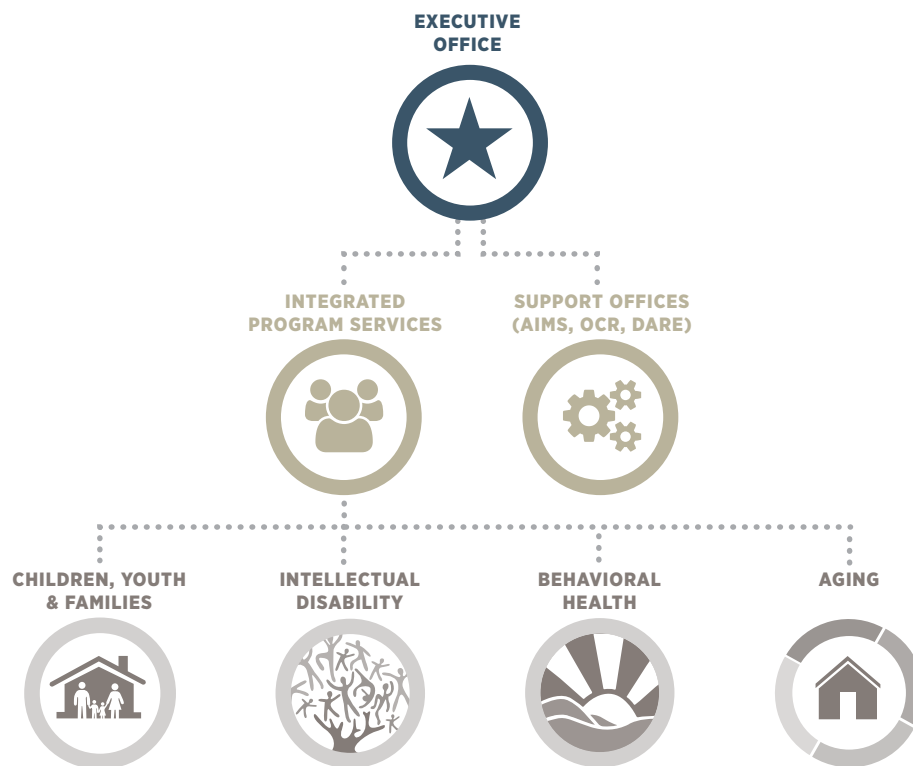 EXECUTIVE
OFFICE
INTEGRATED
PROGRAM SERVICES
SUPPORT OFFICES
(AIMS, OCR, DARE)
CHILDREN, YOUTH
& FAMILIES
INTELLECTUAL
DISABILITY
BEHAVIORAL
HEALTH
AGING